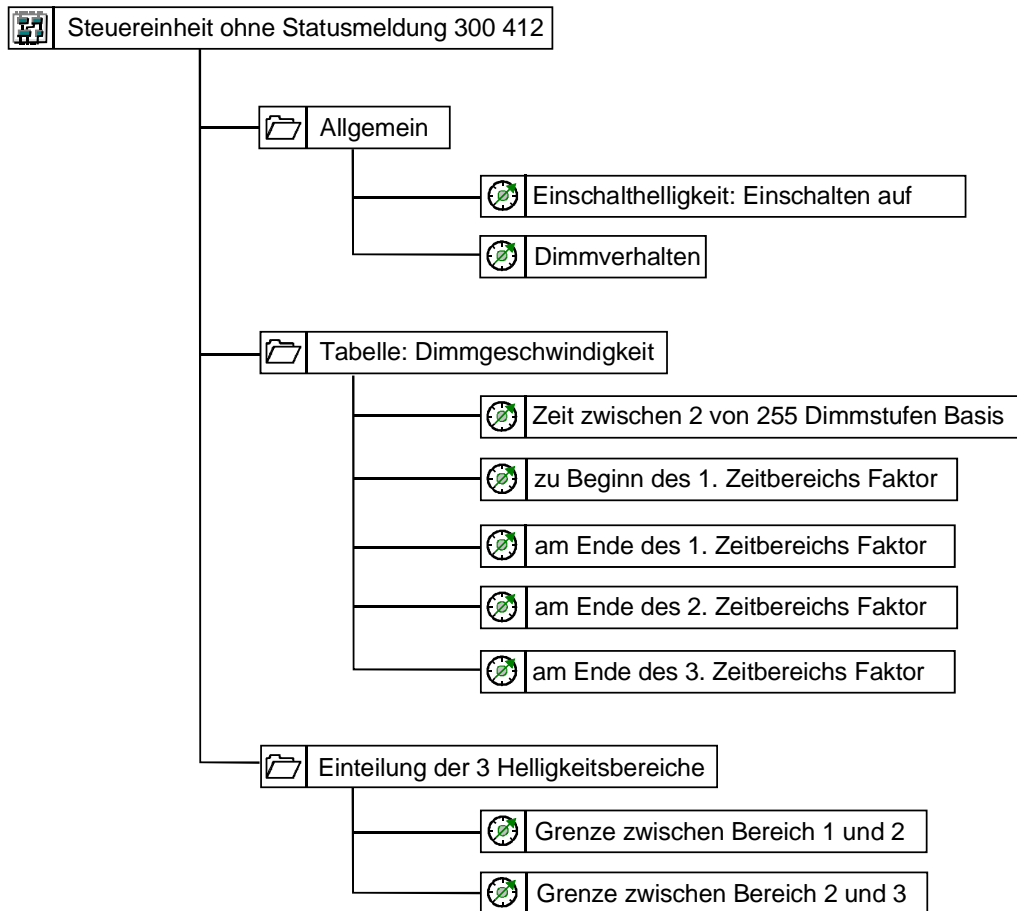 Steuereinheit ohne Statusmeldung 300 412
Allgemein
Einschalthelligkeit: Einschalten auf
Dimmverhalten
Tabelle: Dimmgeschwindigkeit
Zeit zwischen 2 von 255 Dimmstufen Basis
zu Beginn des 1. Zeitbereichs Faktor
am Ende des 1. Zeitbereichs Faktor
am Ende des 2. Zeitbereichs Faktor
am Ende des 3. Zeitbereichs Faktor
Einteilung der 3 Helligkeitsbereiche
Grenze zwischen Bereich 1 und 2
Grenze zwischen Bereich 2 und 3